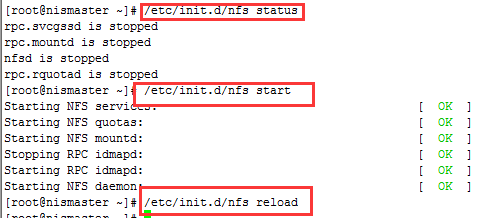 [root@nismaster ~]# /etc/init.d/nfs status
rpc.svcgssd is stopped
rpc.mountd is stopped
nfsd is stopped
rpc.rquotad is stopped
[root@nismaster ~]# /etc/init.d/nfs start
Starting NFS services: [ OK ]
Starting NFS quotas: [ OK ]
Starting NFS mountd: [ OK ]
Stopping RPC idmapd: [ OK ]
Starting RPC idmapd: [ OK ]
Starting NFS daemon: [ OK ]
[root@nismaster ~]# /etc/init.d/nfs reload